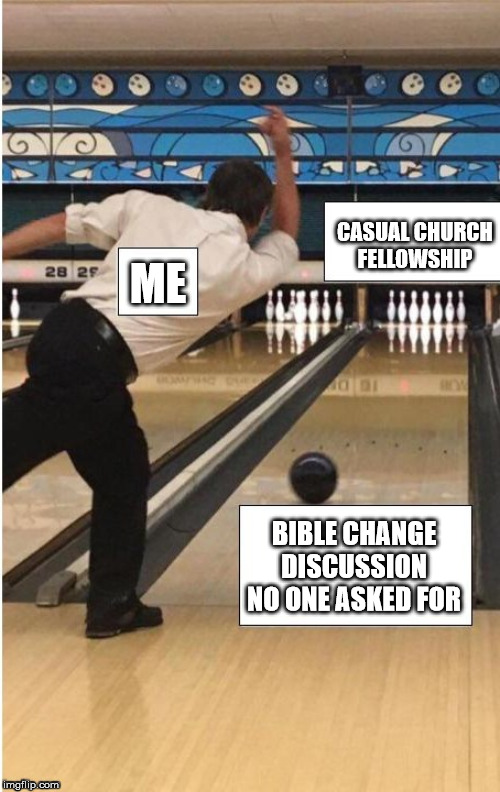 CASUAL CHURCH
FELLOWSHIP
ME
28 29
BIBLE CHANGE
DISCUSSION
NO ONE ASKED FOR
imgflip.com